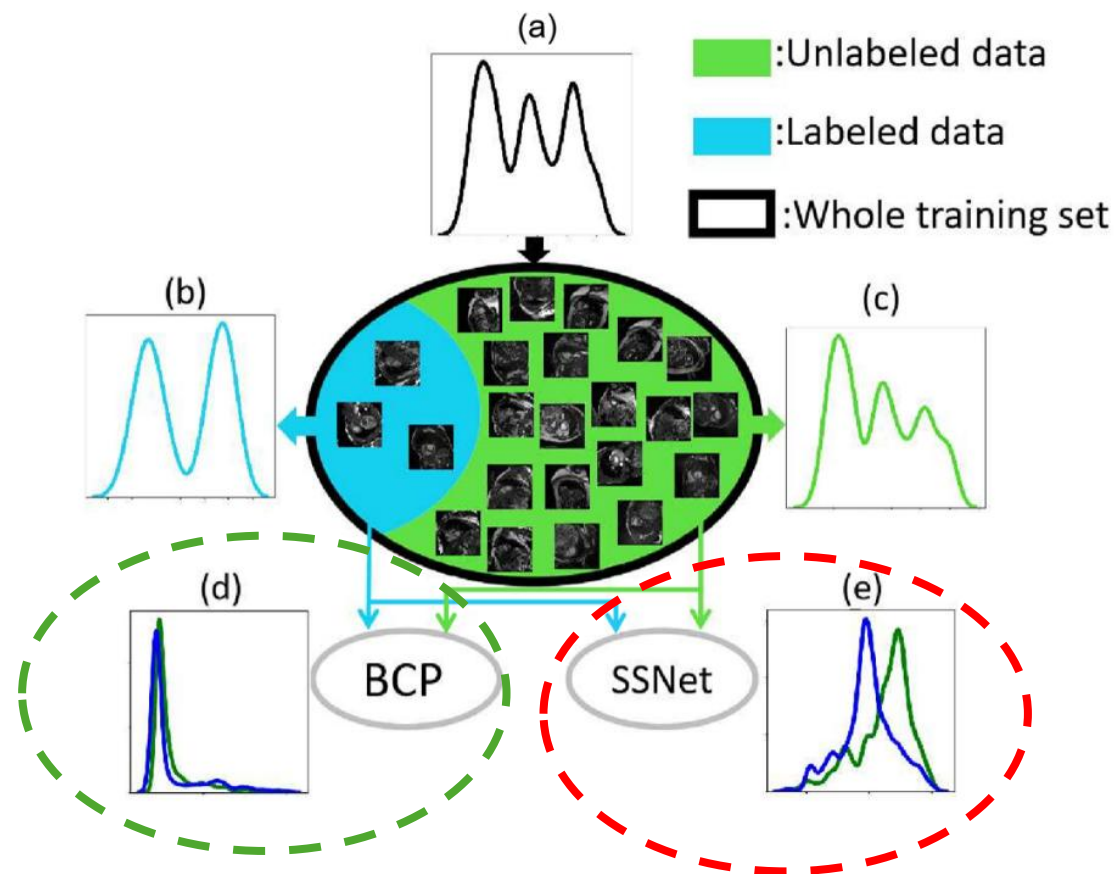 (a)
:Unlabeled data
:Labeled data
:Whole training set
(b)
(c)
(d)
(e)
BCP
SSNet